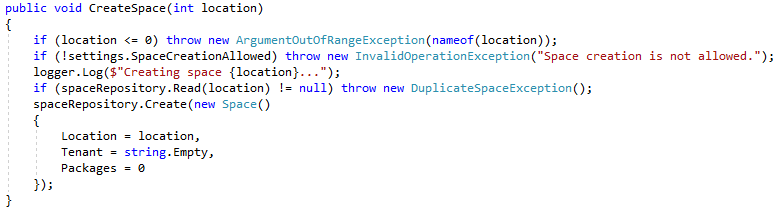 public void CreateSpace(int location)
{
    if (location <= 0) throw new ArgumentOutOfRangeException(nameof(location));
    if (!settings.SpaceCreationAllowed) throw new InvalidOperationException("Space creation is not allowed.");
    logger.Log($"Creating space {location}...");
    if (spaceRepository.Read(location) != null) throw new DuplicateSpaceException();
    spaceRepository.Create(new Space()
    {
        Location = location,
        Tenant = string.Empty,
        Packages = 0
    });
}